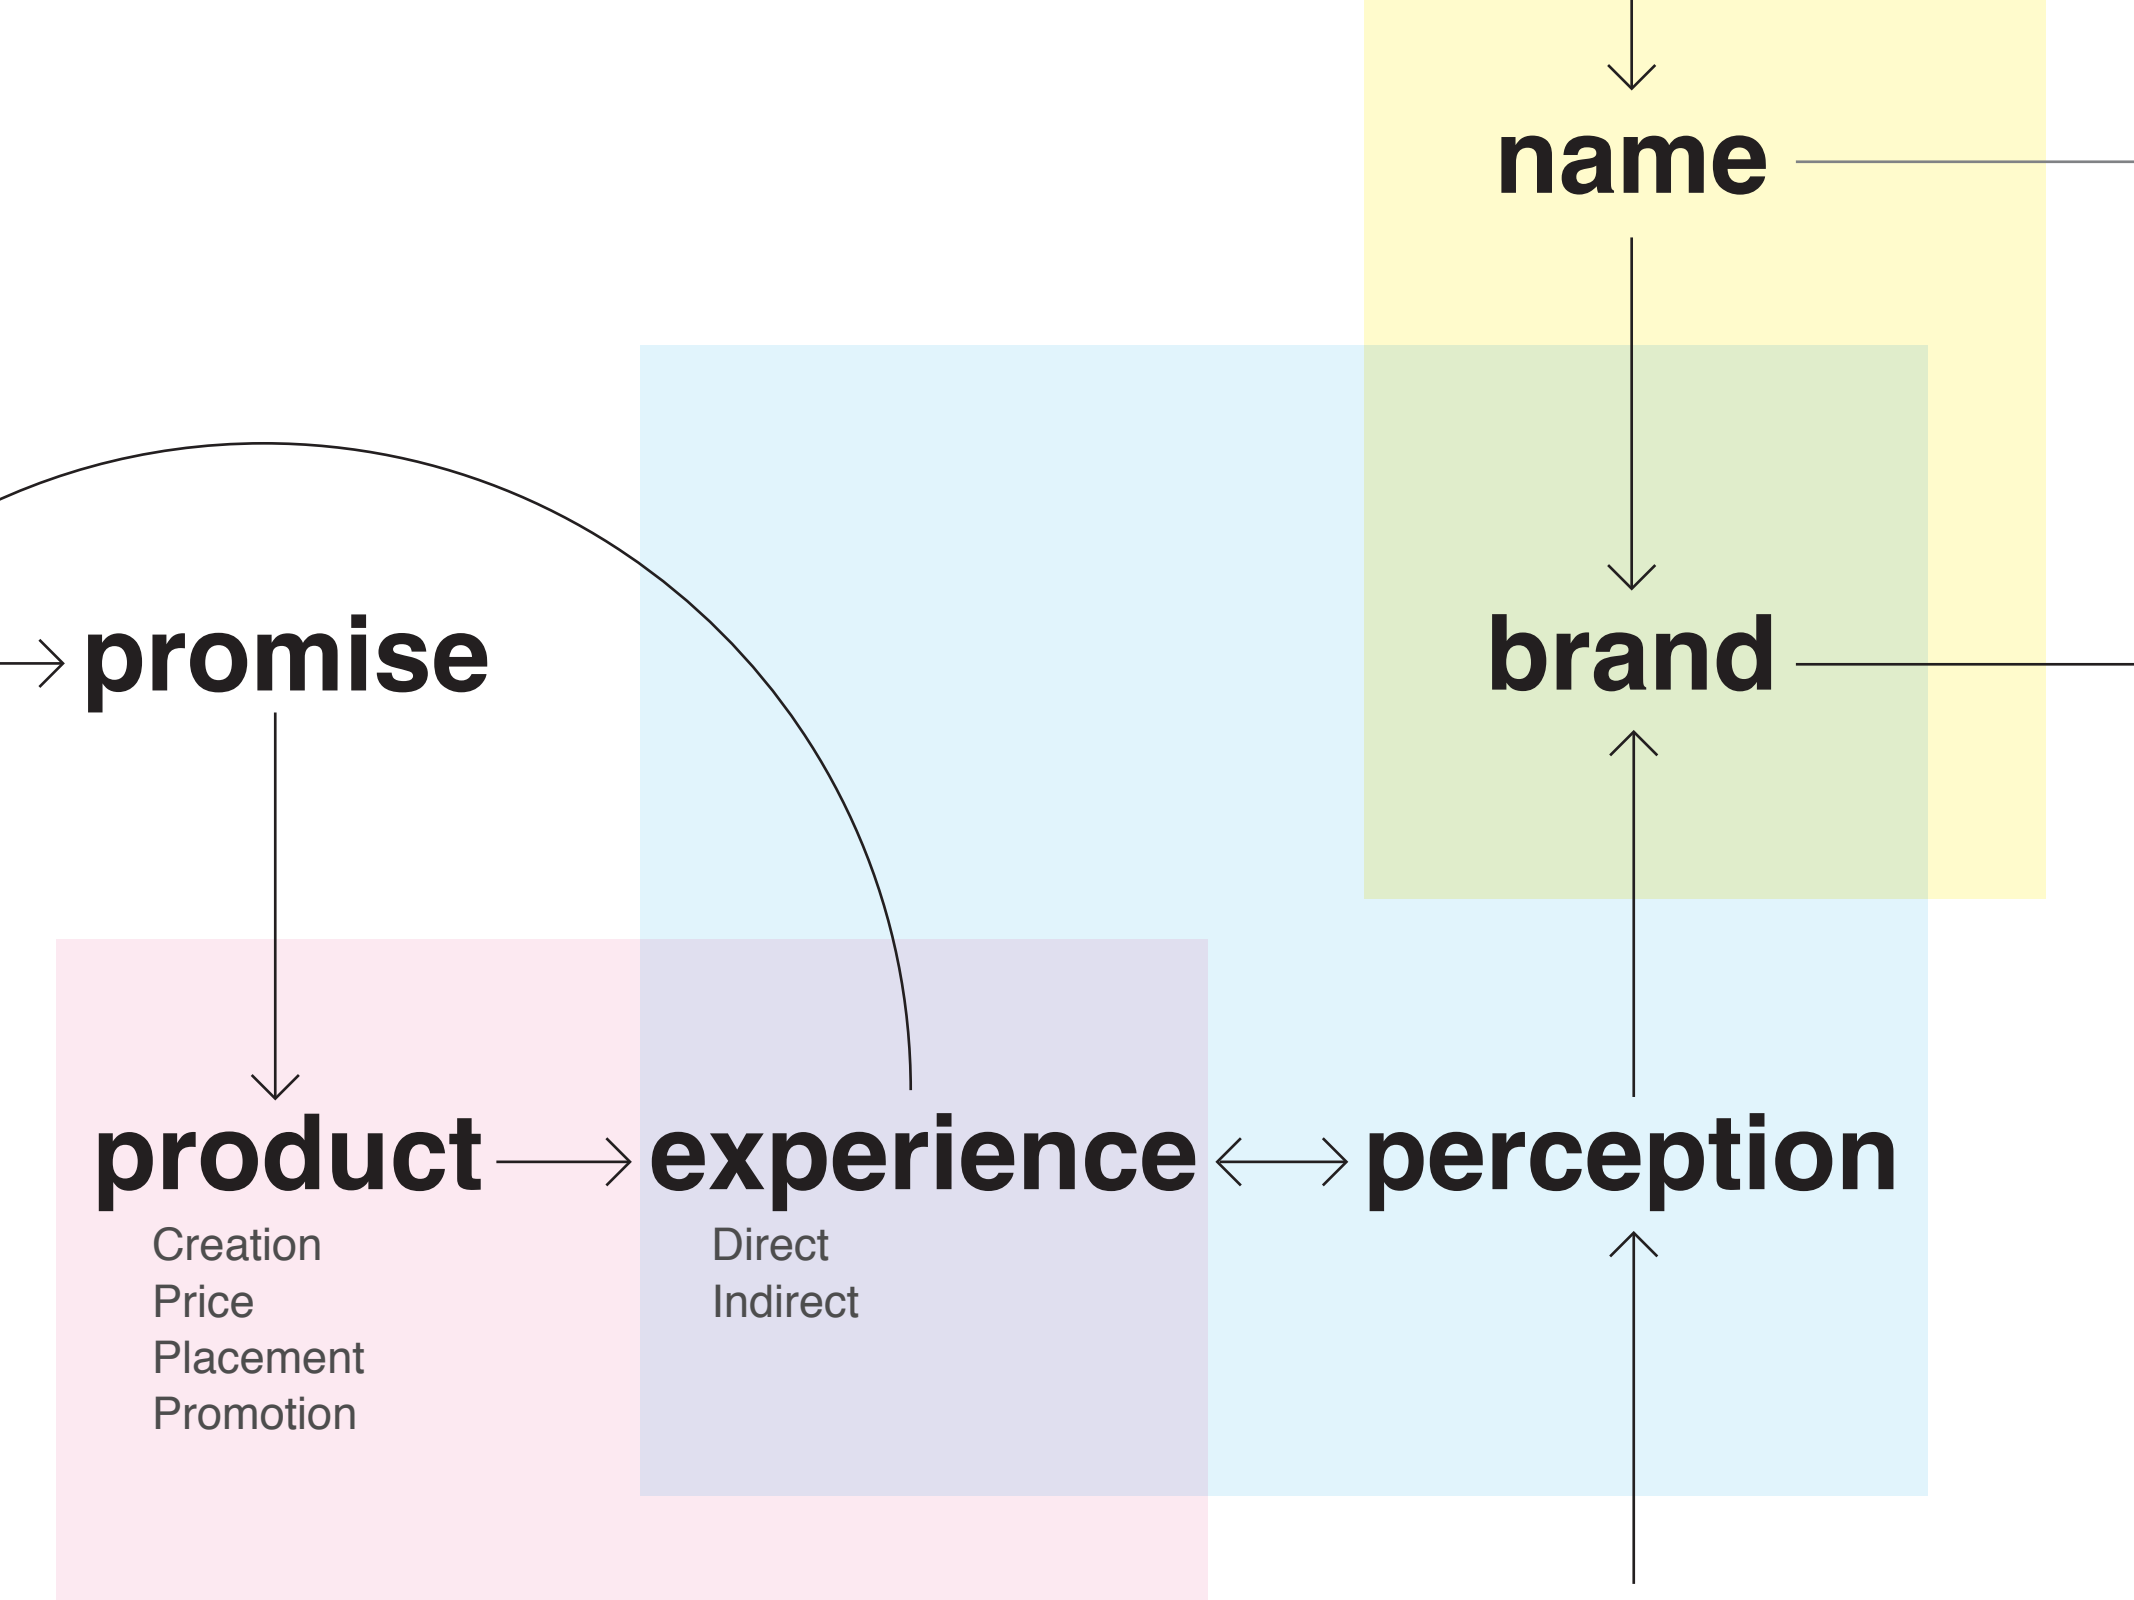 name
promise
brand
product
experience
perception
Creation
Price
Placement
Promotion
Direct
Indirect